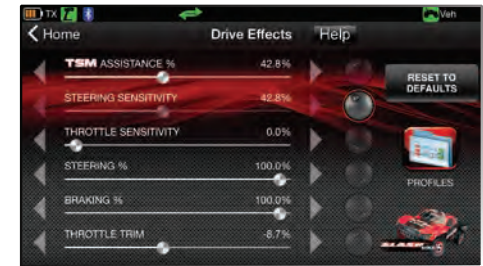 TX Veh
Home Drive Effects Help
TSM ASSISTANCE % 42.8%
STEERING SENSITIVITY 42.8%
THROTTLE SENSITIVITY 0.0%
STEERING % 100.0%
BRAKING % 100.0%
THROTTLE TRIM -8.7%
RESET TO
DEFAULTS
PROFILES
SLASH